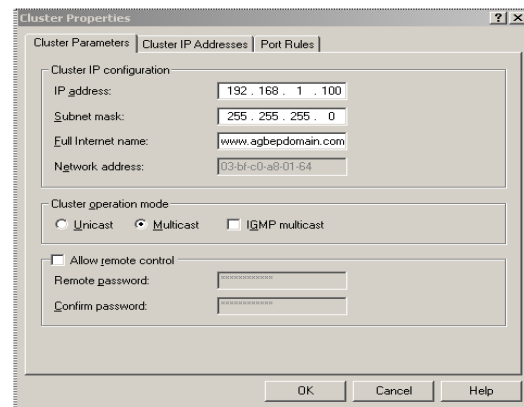 Cluster Properties
Cluster Parameters Cluster IP Addresses Port Rules
Cluster IP configuration
IP address: 192 . 168 . 1 . 100
Subnet mask: 255 . 255 . 255 . 0
Full Internet name: www.agbepdomain.com
Network address: 03-bf-c0-a8-01-64
Cluster operation mode
Unicast Multicast IGMP multicast
Allow remote control
Remote password: ************
Confirm password: ************
OK Cancel Help